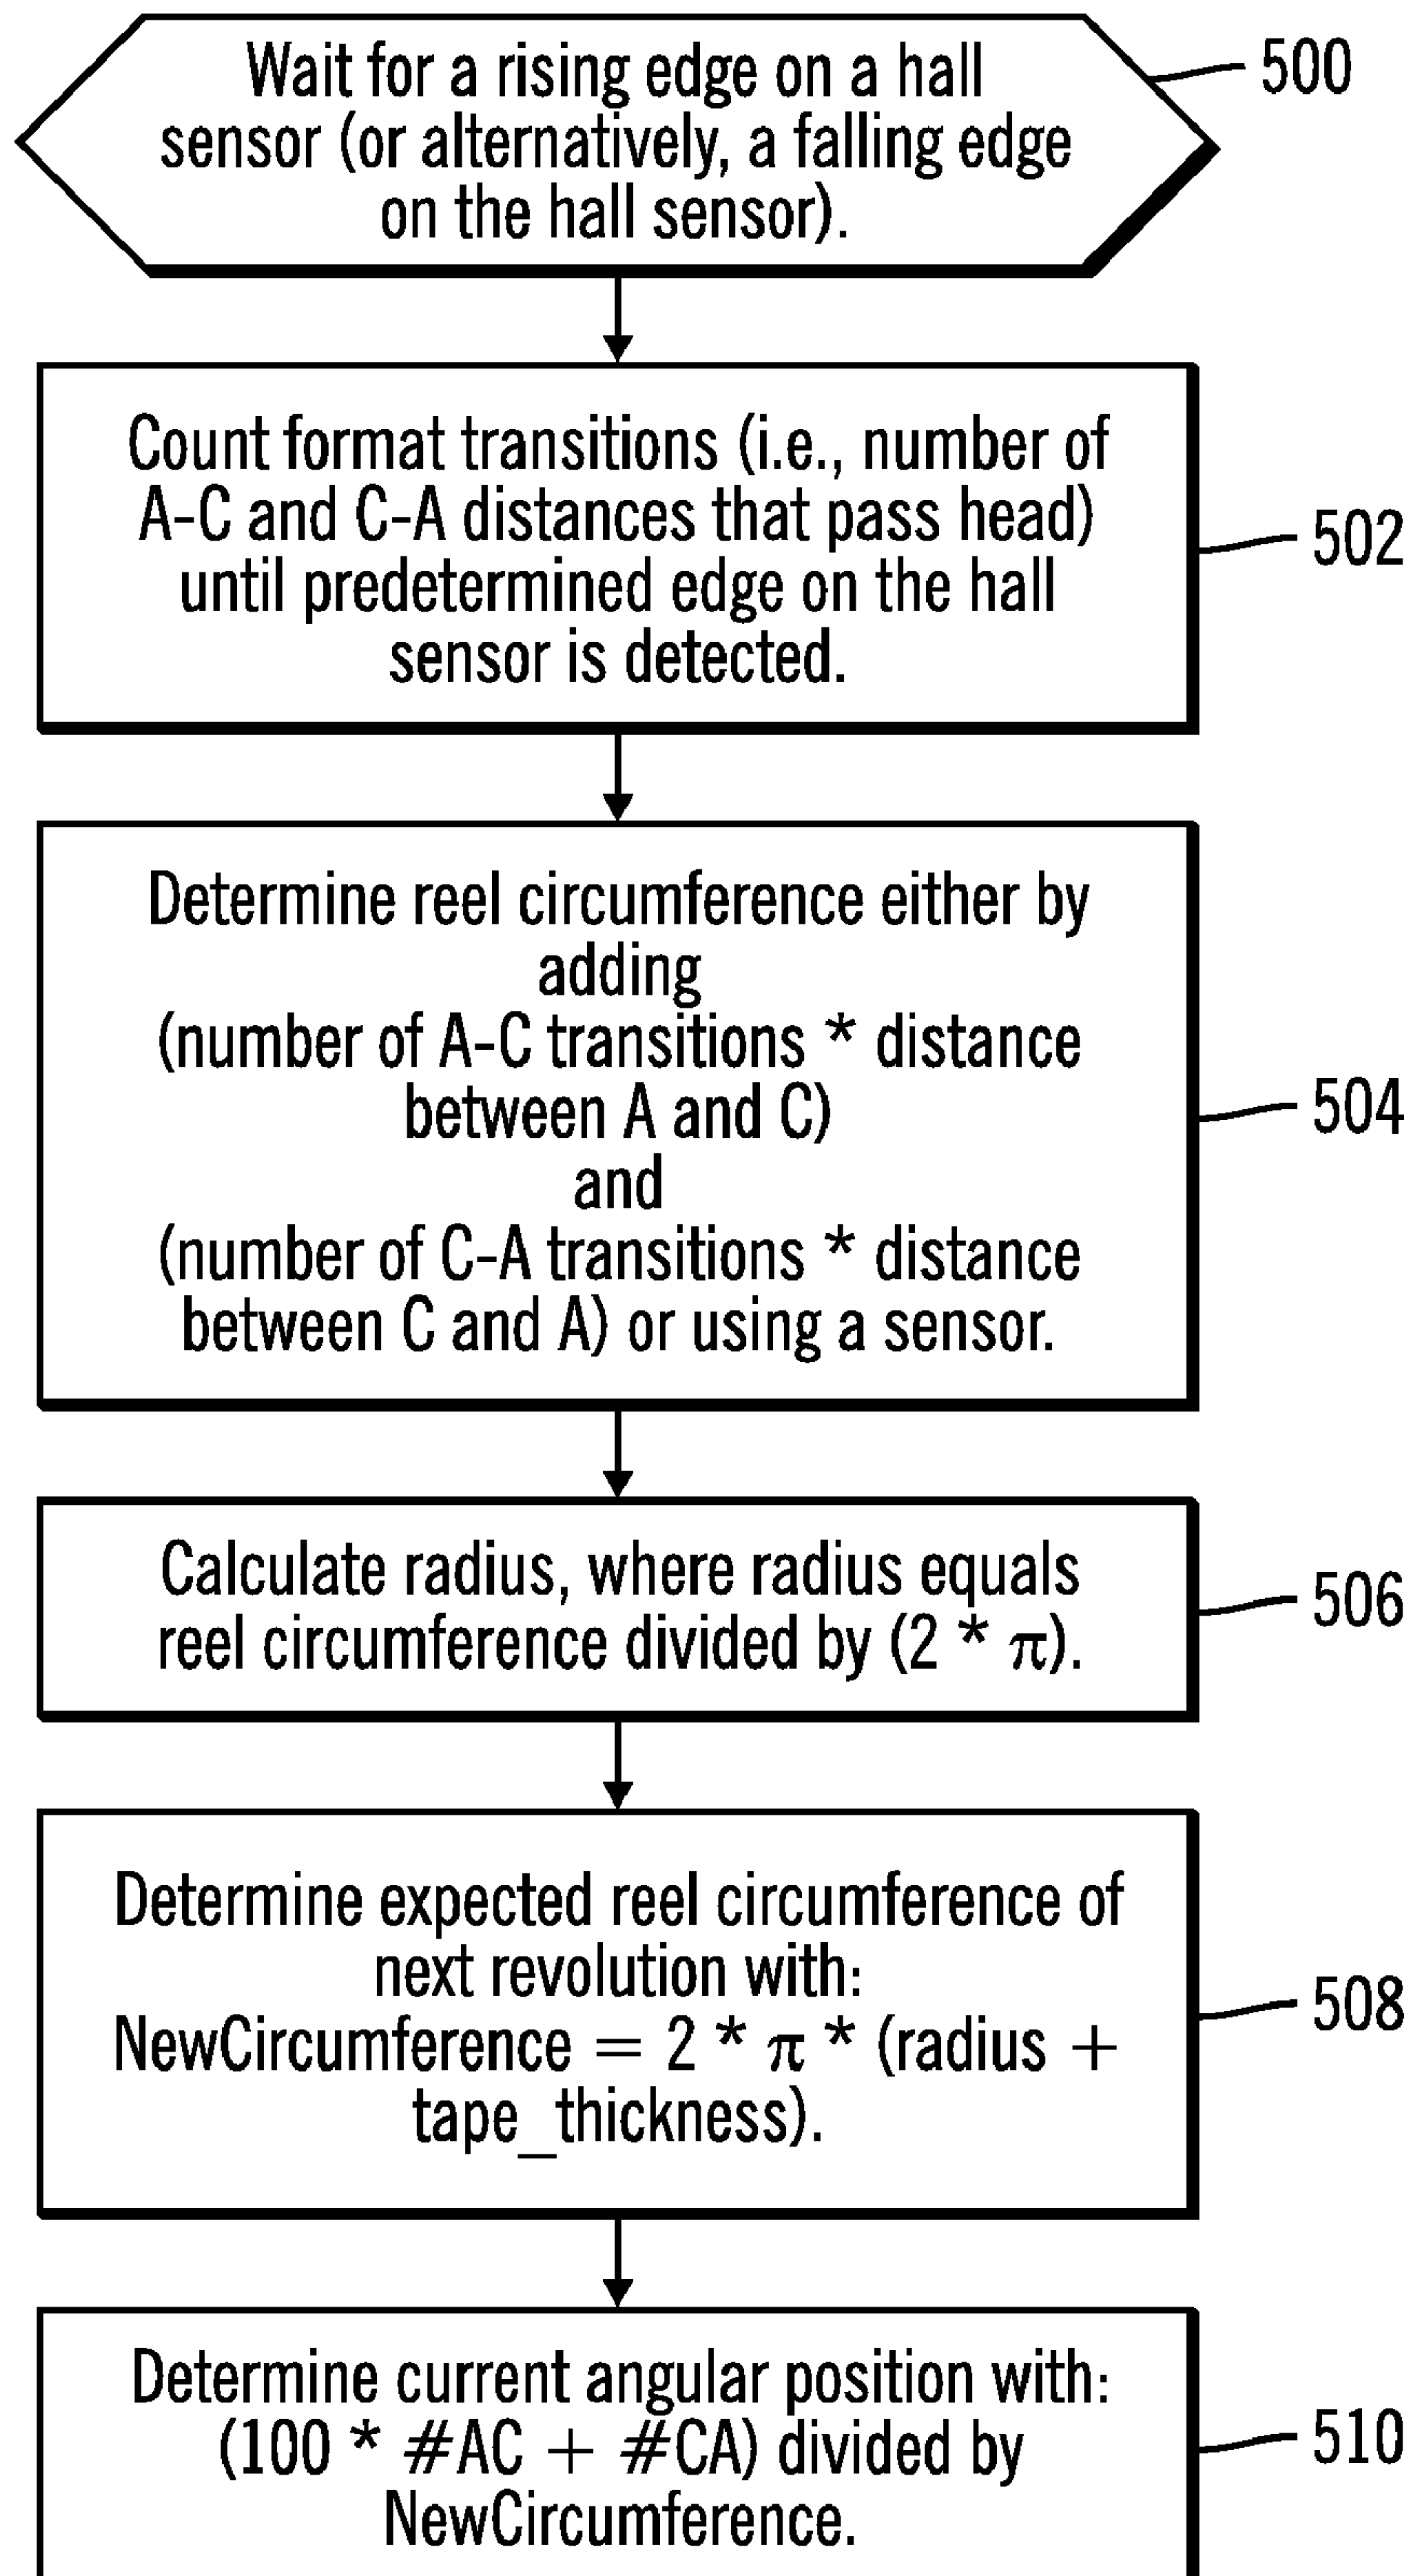 Wait for a rising edge on a hall
sensor (or alternatively, a falling edge
on the hall sensor).
500
Count format transitions (i.e., number of
A-C and C-A distances that pass head)
until predetermined edge on the hall
sensor is detected.
502
Determine reel circumference either by
adding
(number of A-C transitions * distance
between A and C)
and
(number of C-A transitions * distance
between C and A) or using a sensor.
504
Calculate radius, where radius equals
reel circumference divided by (2 * π).
506
Determine expected reel circumference of
next revolution with:
NewCircumference = 2 * π * (radius +
tape_thickness).
508
Determine current angular position with:
(100 * #AC + #CA) divided by
NewCircumference.
510